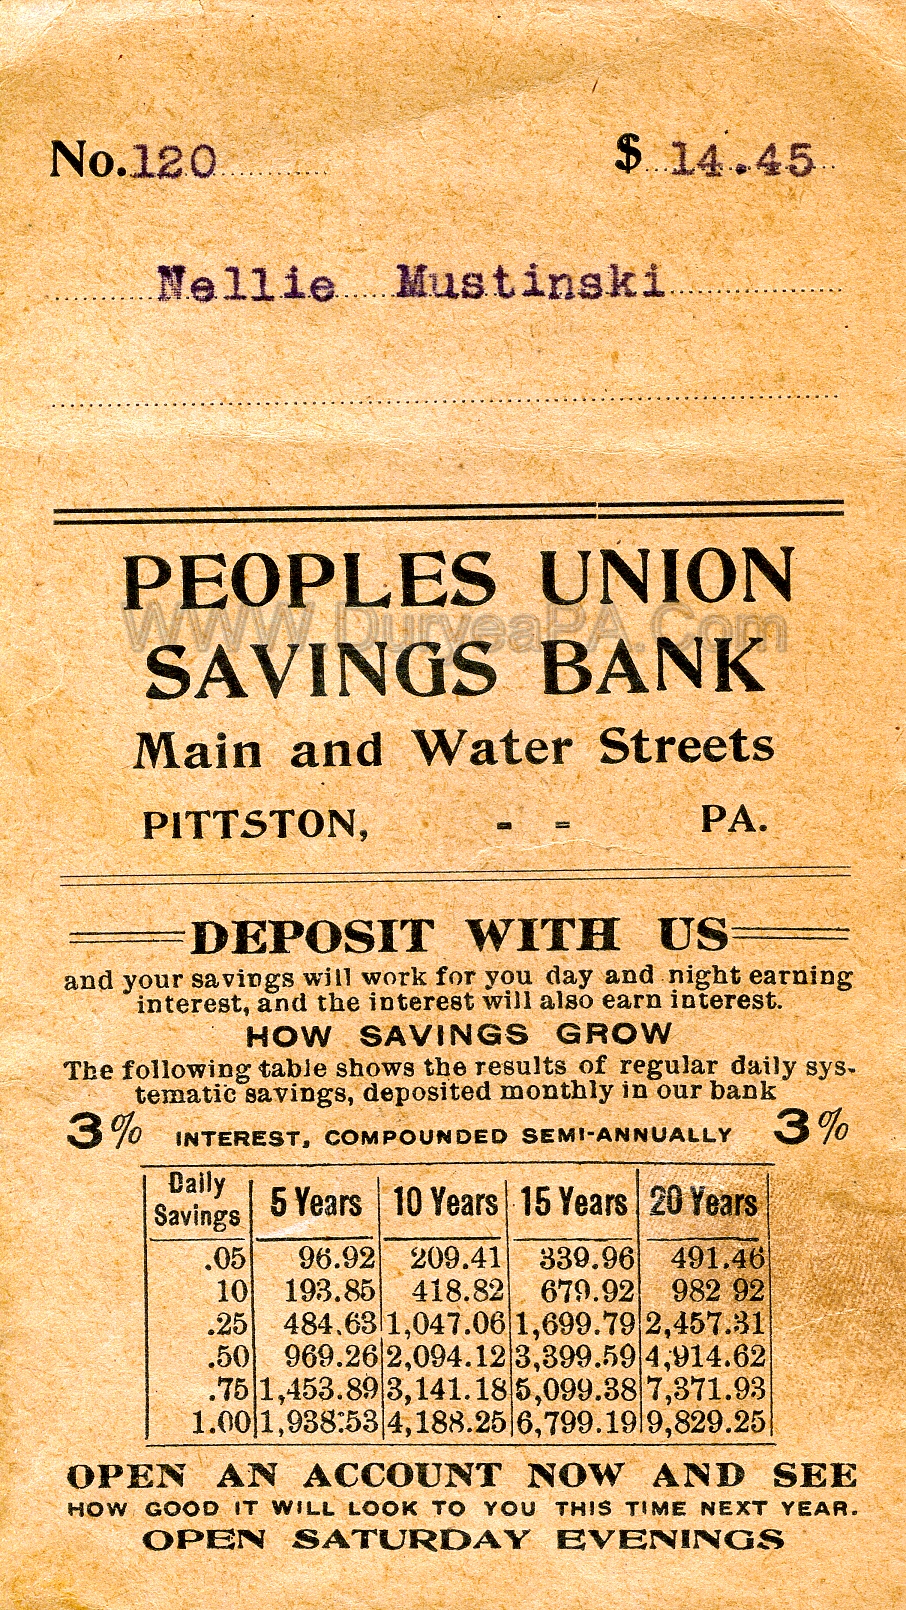 No. 120 $ 14.45
Nellie Mustinski
PEOPLES UNION
WWW.DuryeaPA.Com
SAVINGS BANK
Main and Water Streets
PITTSTON, - - PA.
DEPOSIT WITH US
and your savings will work for you day and night earning
interest, and the interest will also earn interest.
HOW SAVINGS GROW
The following table shows the results of regular daily sys-
tematic savings, deposited monthly in our bank
3% INTEREST, COMPOUNDED SEMI-ANNUALLY 3%
Daily Savings 5 Years 10 Years 15 Years 20 Years
.05 96.92 209.41 339.96 491.46
10 193.85 418.82 679.92 982 92
.25 484.63 1,047.06 1,699.79 2,457.31
.50 969.26 2,094.12 3,399.59 4,914.62
.75 1,453.89 3,141.18 5,099.38 7,371.93
1.00 1,938.53 4,188.25 6,799.19 9,829.25
OPEN AN ACCOUNT NOW AND SEE
HOW GOOD IT WILL LOOK TO YOU THIS TIME NEXT YEAR.
OPEN SATURDAY EVENINGS